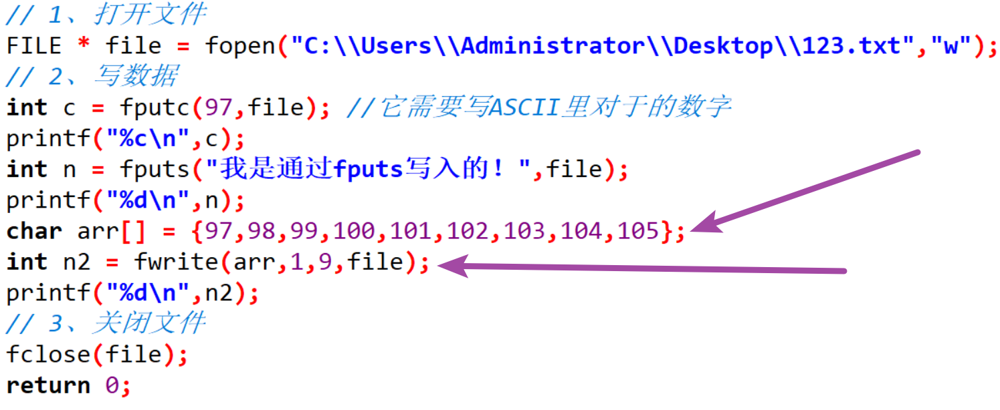 // 1、打开文件
FILE * file = fopen("C:\\Users\\Administrator\\Desktop\\123.txt","w");
// 2、写数据
int c = fputc(97,file); //它需要写ASCII里对于的数字
printf("%c\n",c);
int n = fputs("我是通过fputs写入的！",file);
printf("%d\n",n);
char arr[] = {97,98,99,100,101,102,103,104,105};
int n2 = fwrite(arr,1,9,file);
printf("%d\n",n2);
// 3、关闭文件
fclose(file);
return 0;